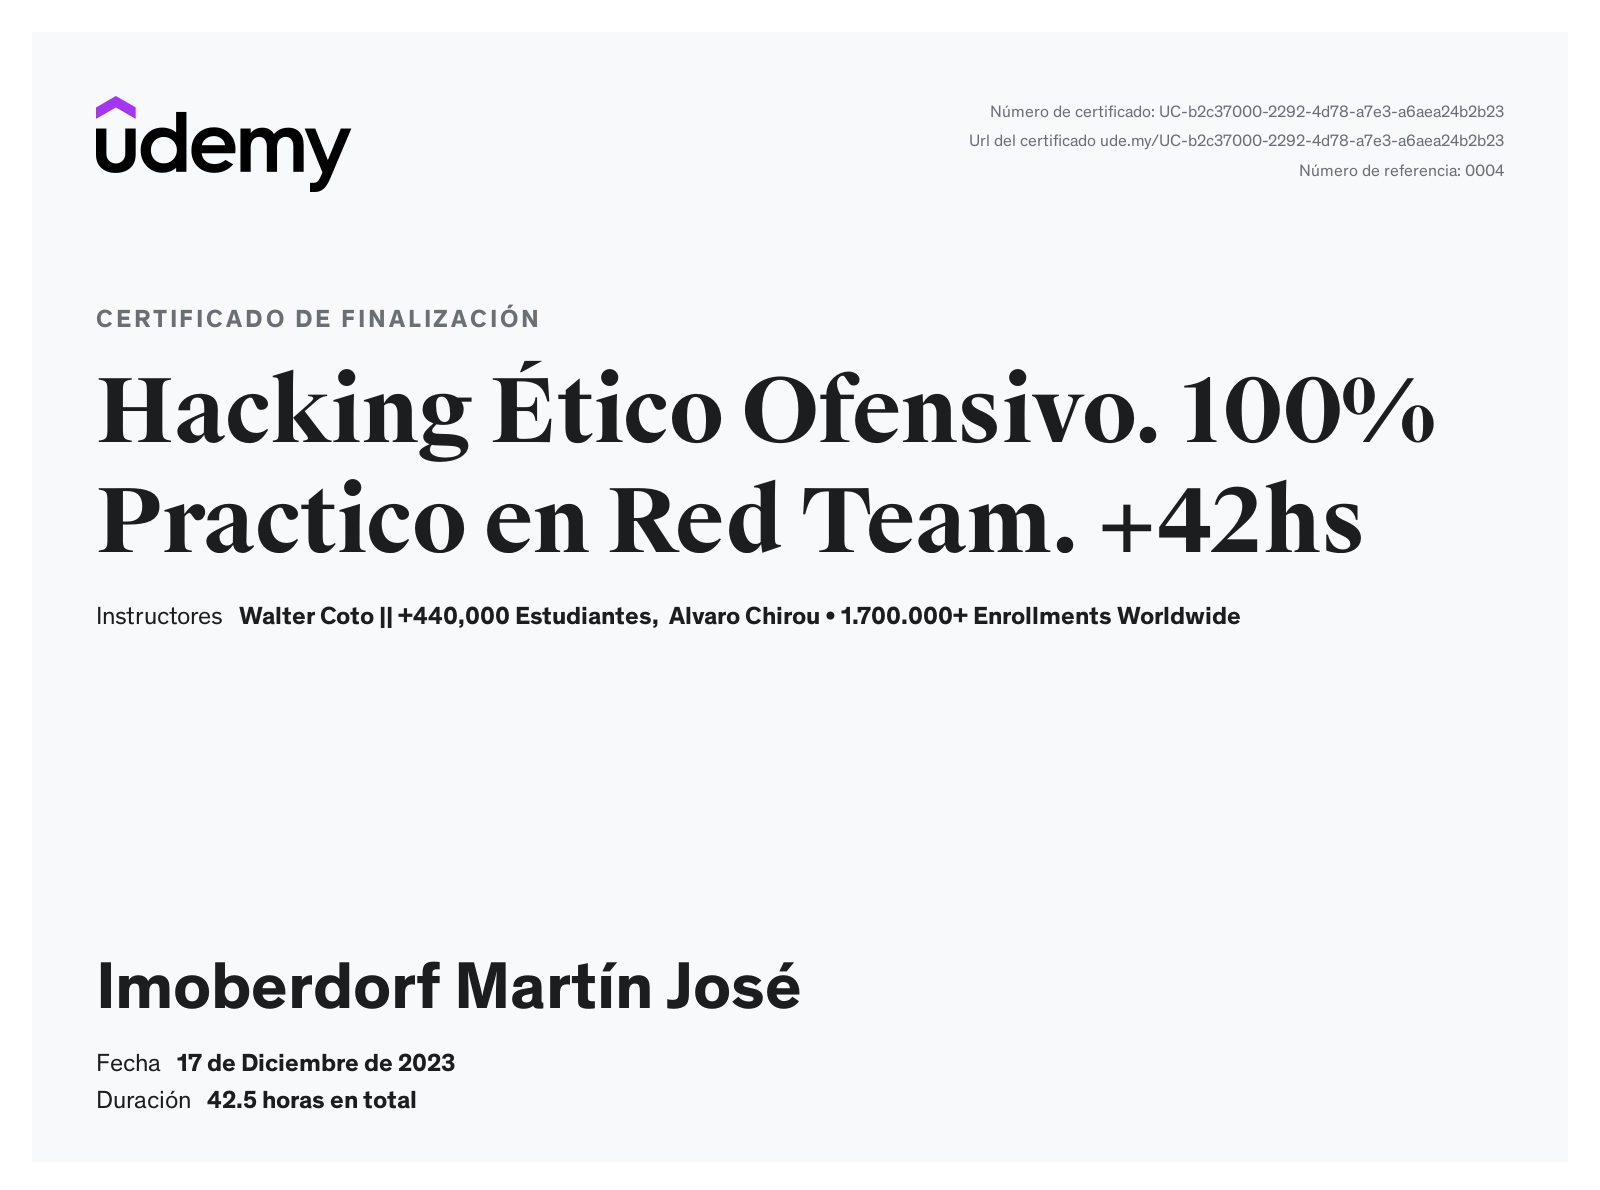 udemy
Número de certificado: UC-b2c37000-2292-4d78-a7e3-a6aea24b2b23
Url del certificado ude.my/UC-b2c37000-2292-4d78-a7e3-a6aea24b2b23
Número de referencia: 0004
CERTIFICADO DE FINALIZACIÓN
Hacking Ético Ofensivo. 100%
Practico en Red Team. +42hs
Instructores Walter Coto || +440,000 Estudiantes, Alvaro Chirou • 1.700.000+ Enrollments Worldwide
Imoberdorf Martín José
Fecha 17 de Diciembre de 2023
Duración 42.5 horas en total